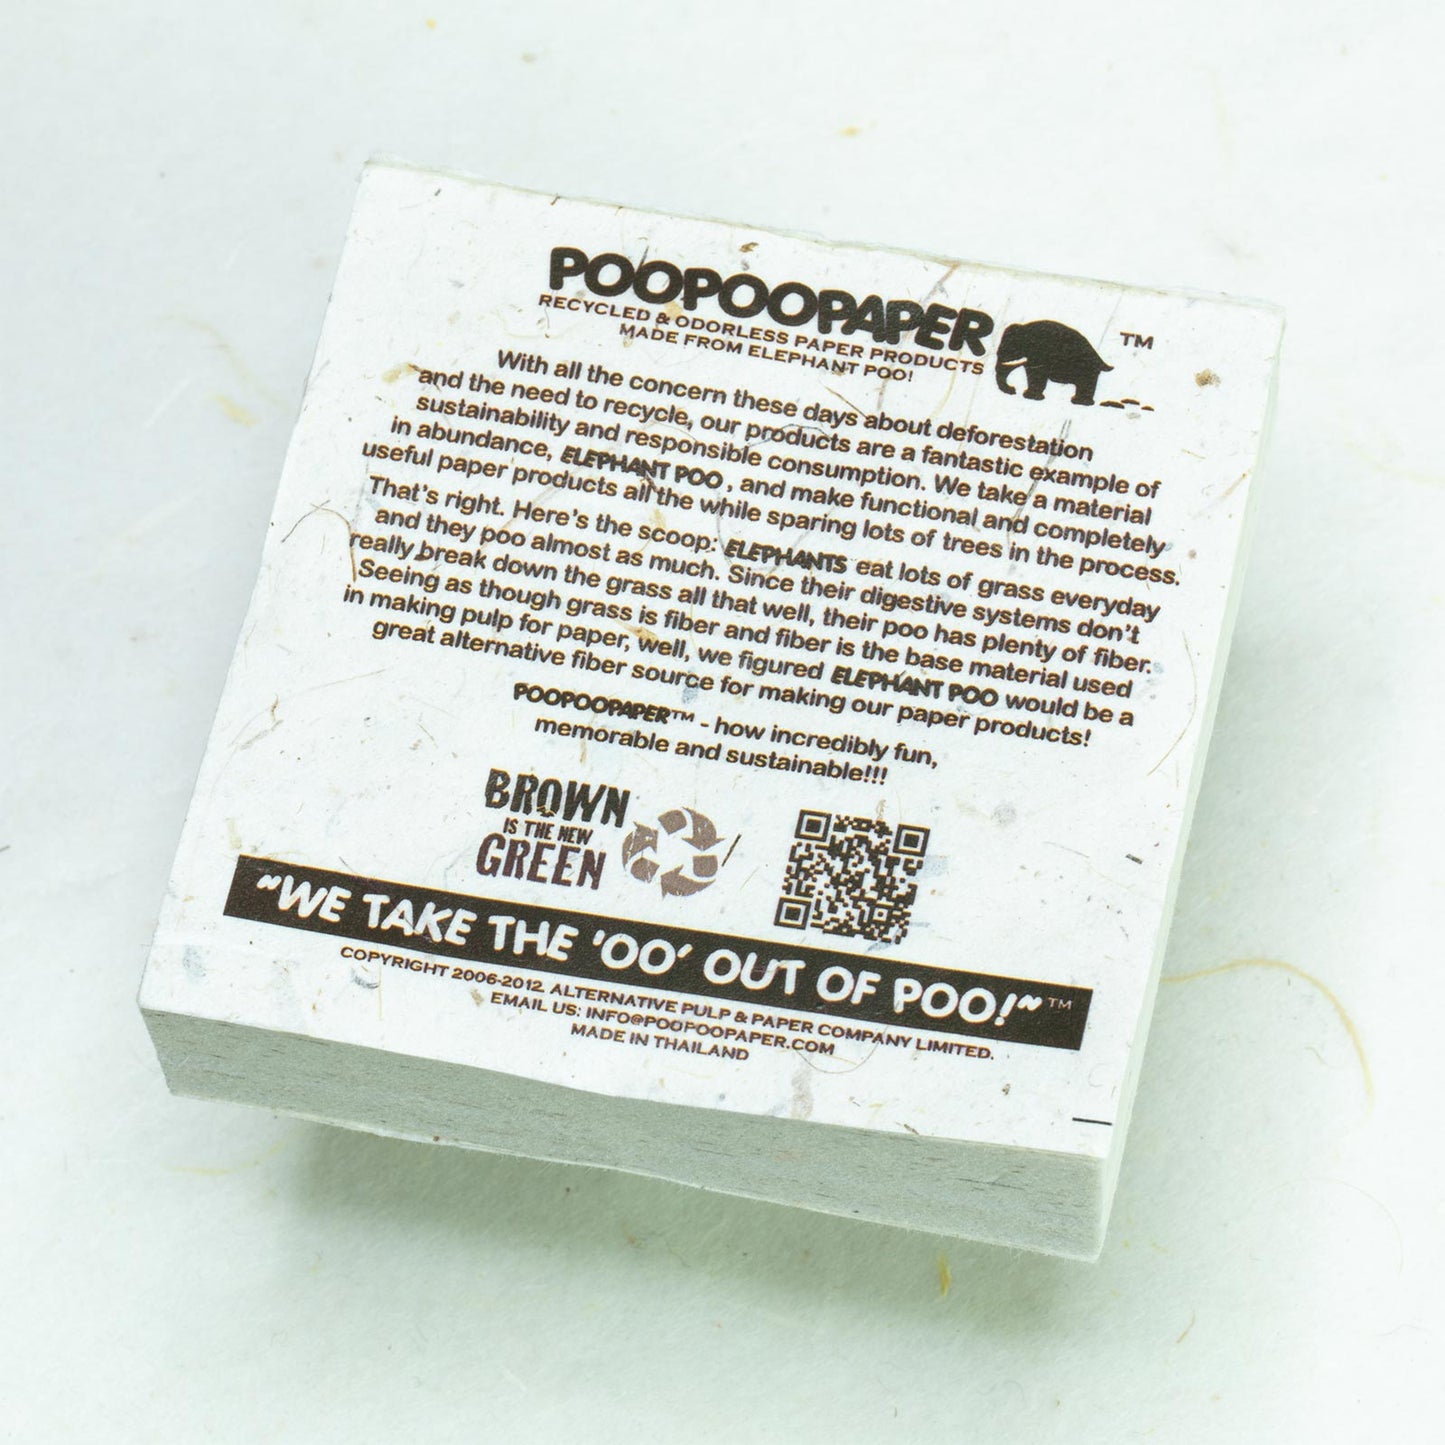 POOPOOPAPER ™
RECYCLED & ODORLESS PAPER PRODUCTS
MADE FROM ELEPHANT POO!
With all the concern these days about deforestation
and the need to recycle, our products are a fantastic example of
sustainability and responsible consumption. We take a material
in abundance, ELEPHANT POO, and make functional and completely
useful paper products all the while sparing lots of trees in the process.
That's right. Here's the scoop: ELEPHANTS eat lots of grass everyday
and they poo almost as much. Since their digestive systems don't
really break down the grass all that well, their poo has plenty of fiber.
Seeing as though grass is fiber and fiber is the base material used
in making pulp for paper, well, we figured ELEPHANT POO would be a
great alternative fiber source for making our paper products!
POOPOOPAPER™ - how incredibly fun,
memorable and sustainable!!!
BROWN
IS THE NEW
GREEN
~WE TAKE THE 'OO' OUT OF POO!~ ™
COPYRIGHT 2006-2012. ALTERNATIVE PULP & PAPER COMPANY LIMITED.
EMAIL US: INFO@POOPOOPAPER.COM
MADE IN THAILAND